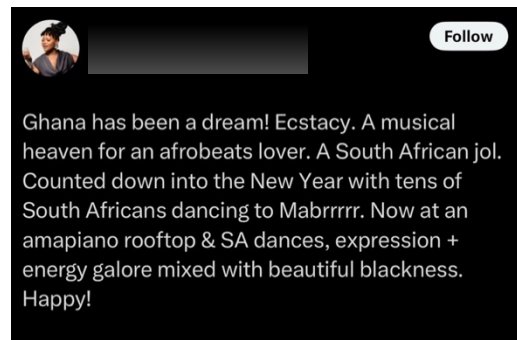 Follow
Ghana has been a dream! Ecstacy. A musical
heaven for an afrobeats lover. A South African jol.
Counted down into the New Year with tens of
South Africans dancing to Mabrrrrr. Now at an
amapiano rooftop & SA dances, expression +
energy galore mixed with beautiful blackness.
Happy!